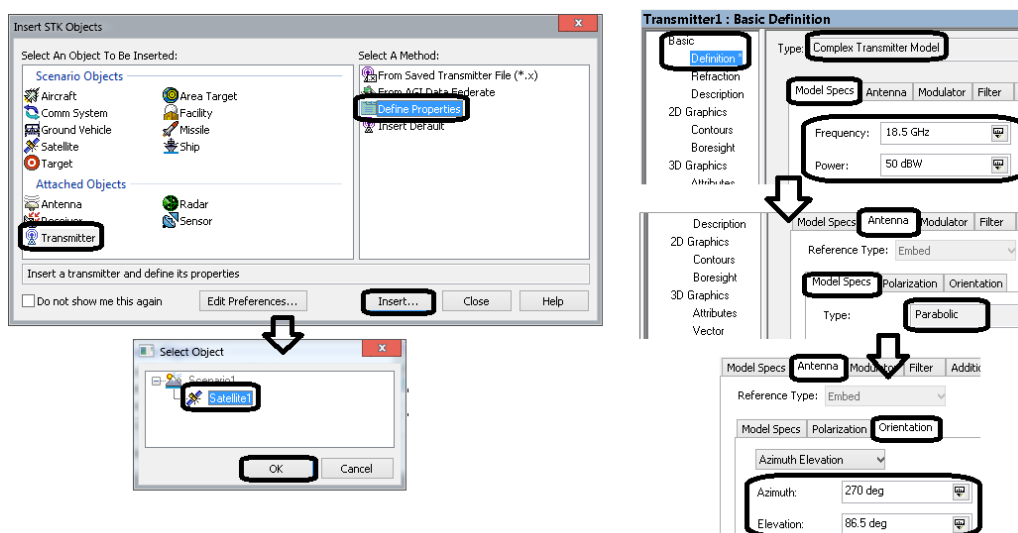 Insert STK Objects
x
Select An Object To Be Inserted:
Select A Method:
Scenario Objects
Aircraft
Area Target
Comm System
Facility
Ground Vehicle
Missile
Satellite
Ship
Target
Attached Objects
Antenna
Radar
Receiver
Sensor
Transmitter
From Saved Transmitter File (*.x)
From AGI Data Federate
Define Properties
Insert Default
Insert a transmitter and define its properties
Do not show me this again
Edit Preferences...
Insert...
Close
Help
Select Object
x
Scenario1
Satellite1
OK
Cancel
Transmitter1 : Basic Definition
Basic
Definition *
Refraction
Description
2D Graphics
Contours
Boresight
3D Graphics
Attributes
Type: Complex Transmitter Model
Model Specs Antenna Modulator Filter
Frequency: 18.5 GHz
Power: 50 dBW
Description
2D Graphics
Contours
Boresight
3D Graphics
Attributes
Vector
Model Specs Antenna Modulator Filter
Reference Type: Embed
Model Specs Polarization Orientation
Type: Parabolic
Model Specs Antenna Modulator Filter Additic
Reference Type: Embed
Model Specs Polarization Orientation
Azimuth Elevation
Azimuth: 270 deg
Elevation: 86.5 deg